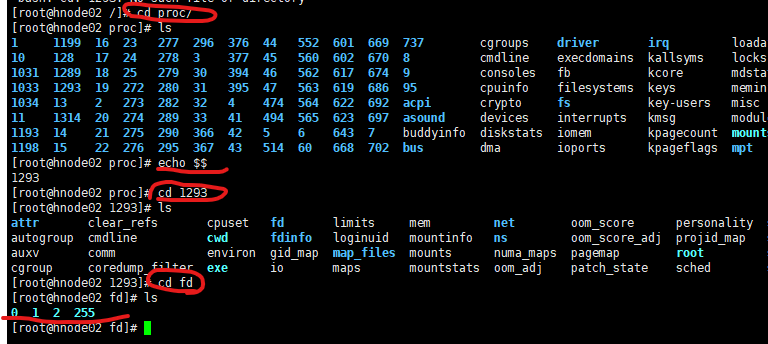 -bash: cd: 1293: No such file or directory
[root@hnode02 /]# cd proc/
[root@hnode02 proc]# ls
1 1199 16 23 277 296 376 44 552 601 669 737 cgroups driver irq loada
10 128 17 24 278 3 377 45 560 602 670 8 cmdline execdomains kallsyms locks
1031 1289 18 25 279 30 394 46 562 617 674 9 consoles fb kcore mdsta
1033 1293 19 272 280 31 395 47 563 619 686 95 cpuinfo filesystems keys memin
1034 13 2 273 282 32 4 474 564 622 692 acpi crypto fs key-users misc
11 1314 20 274 289 33 41 494 565 623 697 asound devices interrupts kmsg modul
1193 14 21 275 290 366 42 5 6 643 7 buddyinfo diskstats iomem kpagecount mount
1198 15 22 276 295 367 43 514 60 668 702 bus dma ioports kpageflags mpt
[root@hnode02 proc]# echo $$
1293
[root@hnode02 proc]# cd 1293
[root@hnode02 1293]# ls
attr clear_refs cpuset fd limits mem net oom_score personality
autogroup cmdline cwd fdinfo loginuid mountinfo ns oom_score_adj projid_map
auxv comm environ gid_map map_files mounts numa_maps pagemap root
cgroup coredump_filter exe io maps mountstats oom_adj patch_state sched
[root@hnode02 1293]# cd fd
[root@hnode02 fd]# ls
0 1 2 255
[root@hnode02 fd]#